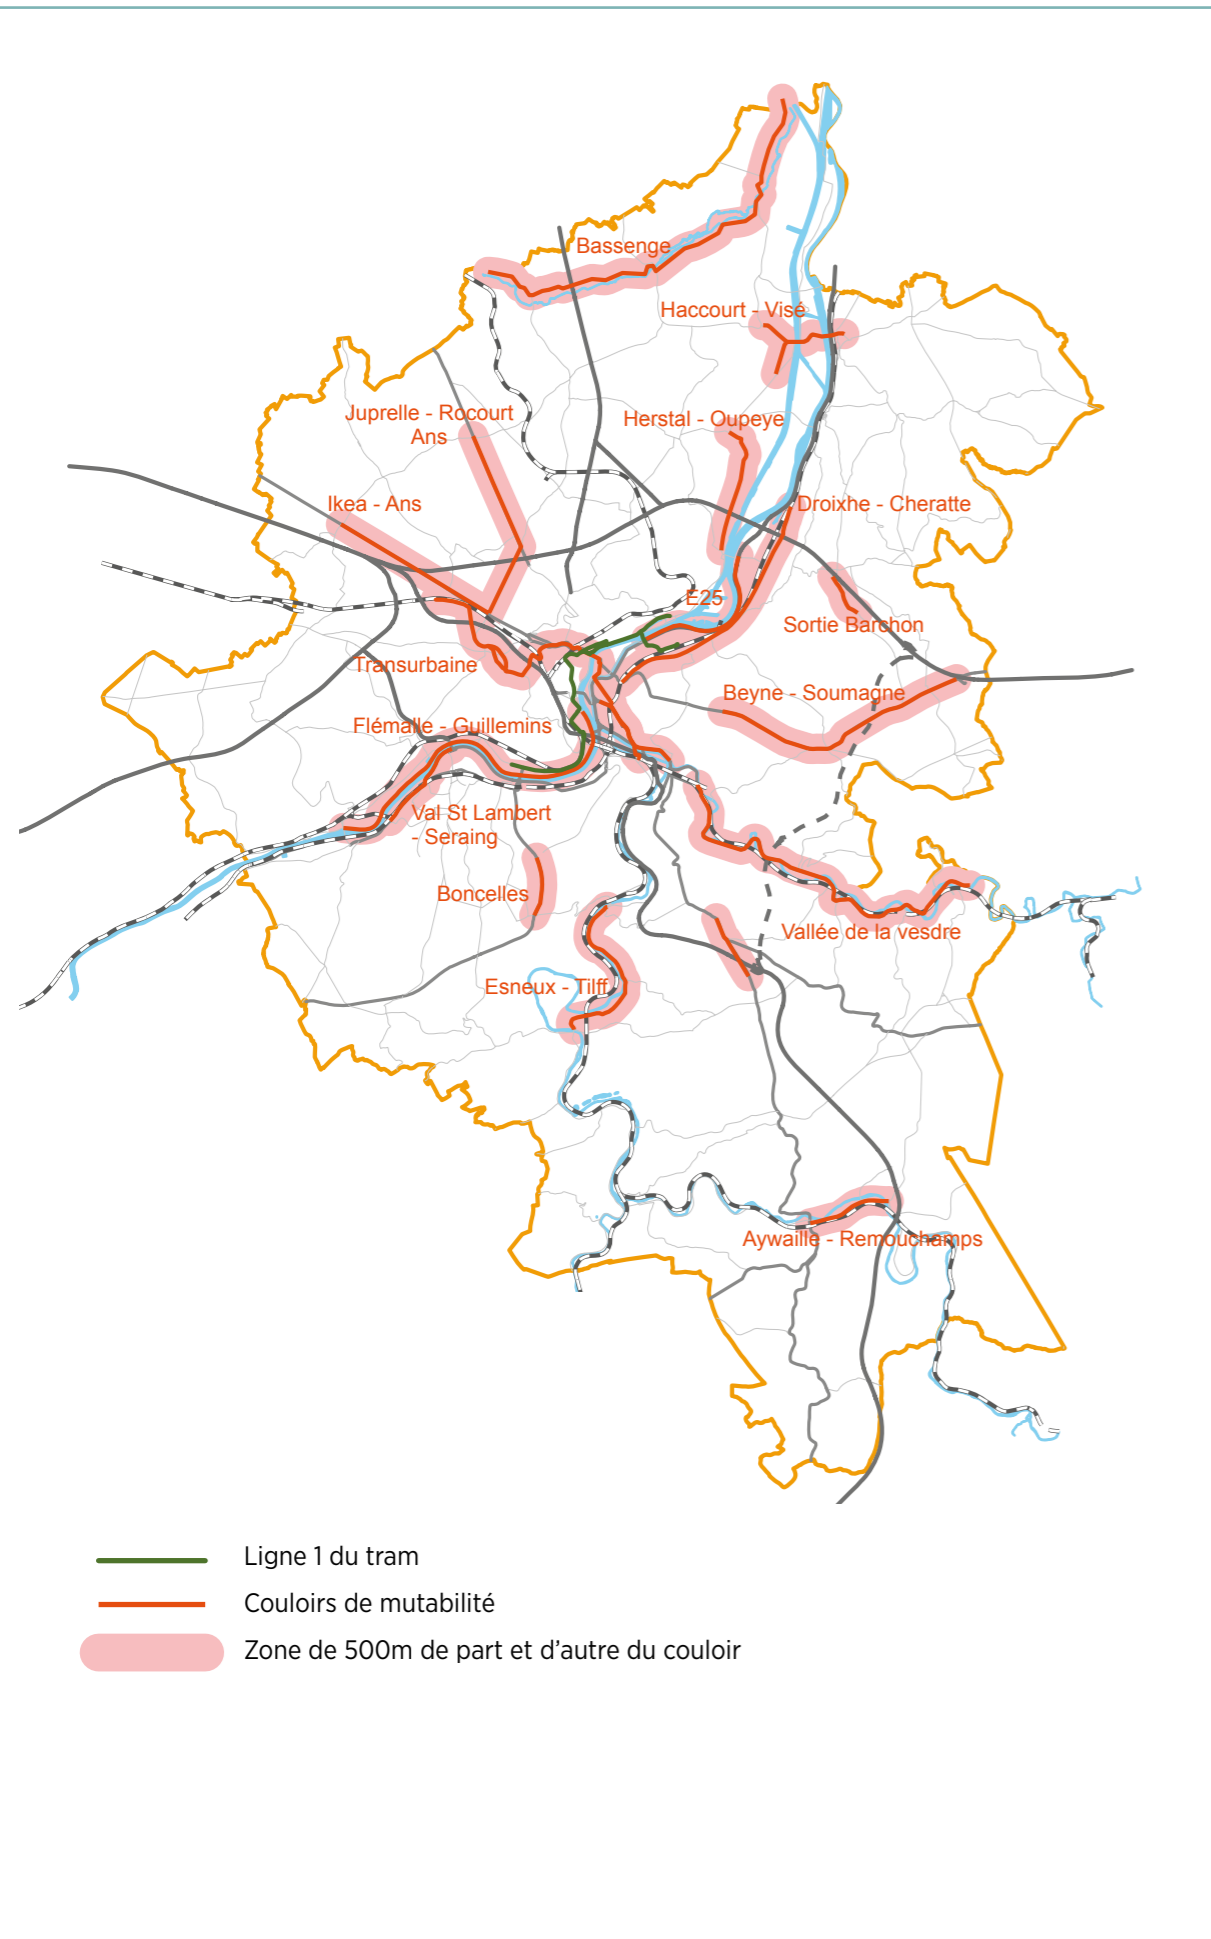 Bassenge
Haccourt - Visé
Juprelle - Rocourt
Ans
Herstal - Oupeye
Ikea - Ans
Droixhe - Cheratte
E25
Sortie Barchon
Transurbaine
Beyne - Soumagne
Flémalle - Guillemins
Val St Lambert
- Seraing
Boncelles
Vallée de la vesdre
Esneux - Tilff
Aywaille - Remouchamps
Ligne 1 du tram
Couloirs de mutabilité
Zone de 500m de part et d’autre du couloir